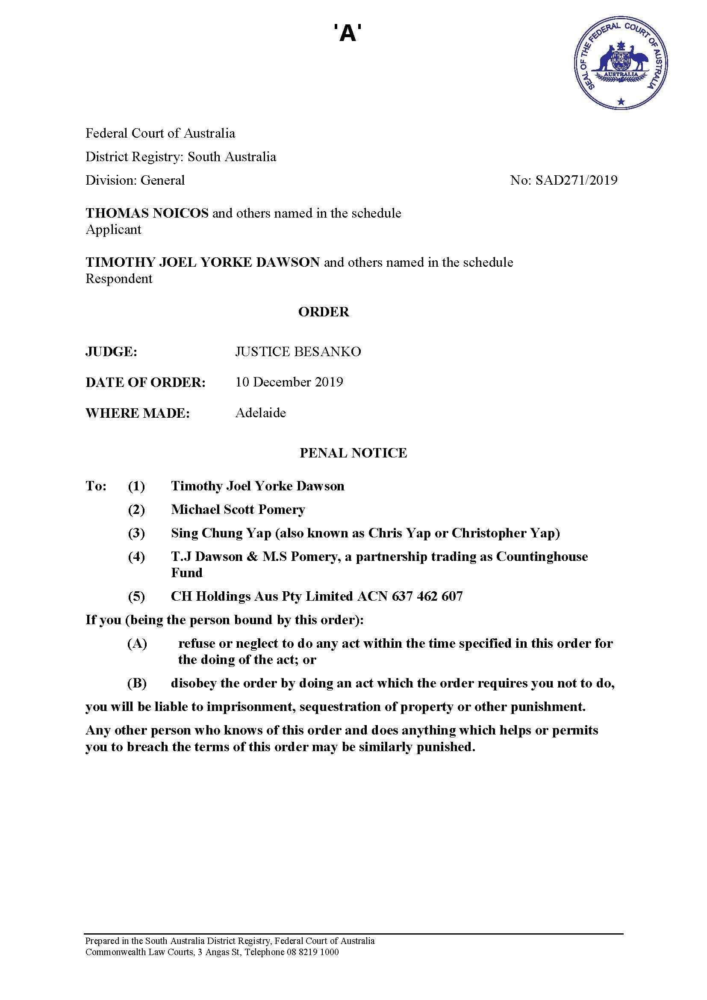 'A'
SEAL OF THE FEDERAL COURT OF AUSTRALIA
AUSTRALIA
Federal Court of Australia
District Registry: South Australia
Division: General No: SAD271/2019
THOMAS NOICOS and others named in the schedule
Applicant
TIMOTHY JOEL YORKE DAWSON and others named in the schedule
Respondent
ORDER
JUDGE: JUSTICE BESANKO
DATE OF ORDER: 10 December 2019
WHERE MADE: Adelaide
PENAL NOTICE
To: (1) Timothy Joel Yorke Dawson
(2) Michael Scott Pomery
(3) Sing Chung Yap (also known as Chris Yap or Christopher Yap)
(4) T.J Dawson & M.S Pomery, a partnership trading as Countinghouse
Fund
(5) CH Holdings Aus Pty Limited ACN 637 462 607
If you (being the person bound by this order):
(A) refuse or neglect to do any act within the time specified in this order for
the doing of the act; or
(B) disobey the order by doing an act which the order requires you not to do,
you will be liable to imprisonment, sequestration of property or other punishment.
Any other person who knows of this order and does anything which helps or permits
you to breach the terms of this order may be similarly punished.
Prepared in the South Australia District Registry, Federal Court of Australia
Commonwealth Law Courts, 3 Angas St, Telephone 08 8219 1000